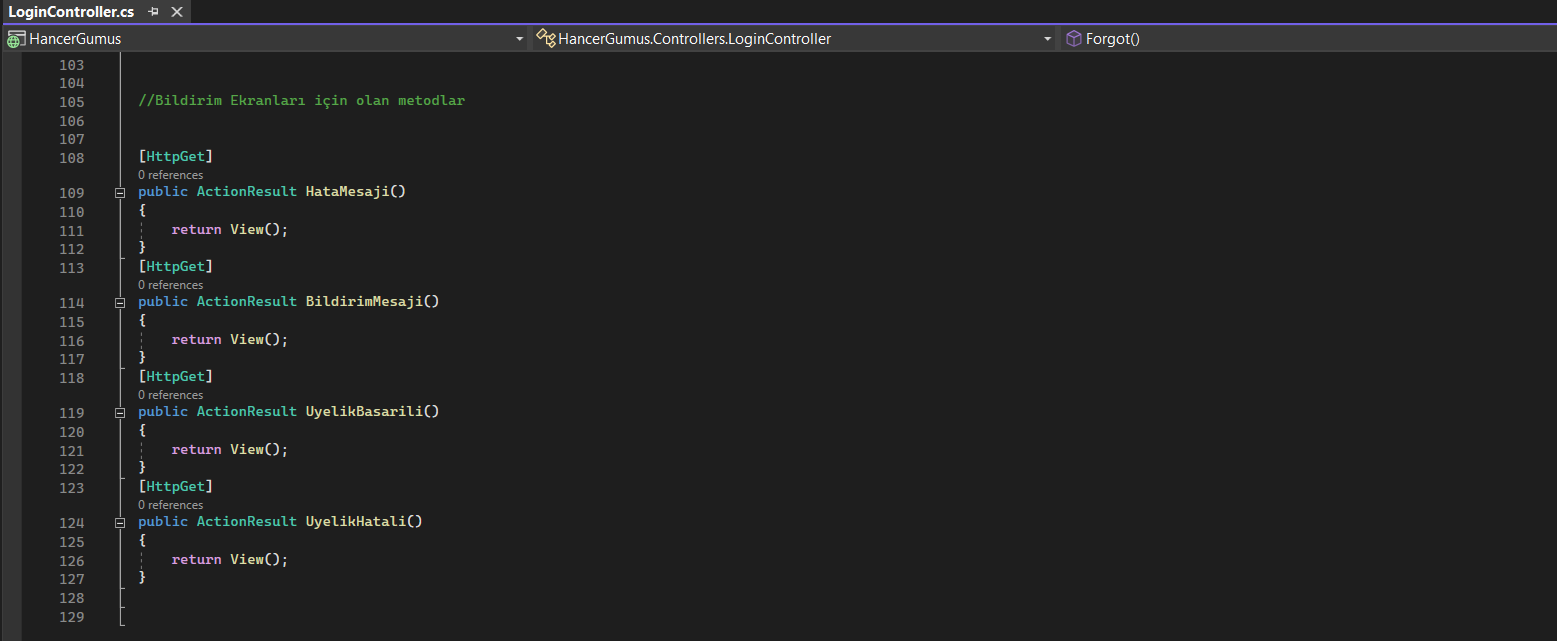 LoginController.cs
HancerGumus HancerGumus.Controllers.LoginController Forgot()
103
104
105 //Bildirim Ekranları için olan metodlar
106
107
108 [HttpGet]
0 references
109 public ActionResult HataMesaji()
110 {
111 return View();
112 }
113 [HttpGet]
0 references
114 public ActionResult BildirimMesaji()
115 {
116 return View();
117 }
118 [HttpGet]
0 references
119 public ActionResult UyelikBasarili()
120 {
121 return View();
122 }
123 [HttpGet]
0 references
124 public ActionResult UyelikHatali()
125 {
126 return View();
127 }
128
129